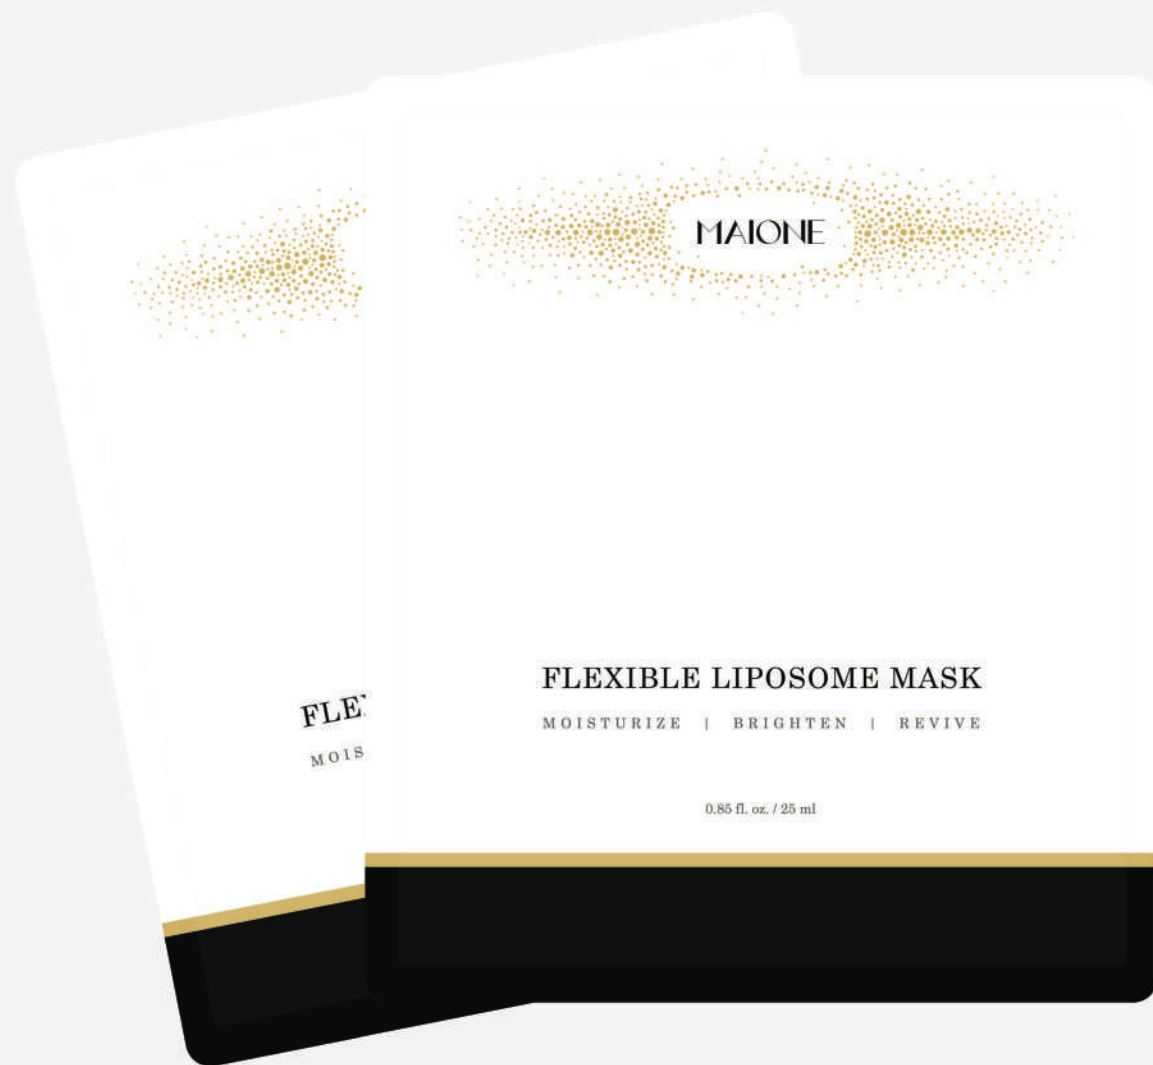 MAIONE
FLEXIBLE LIPOSOME MASK
MOISTURIZE | BRIGHTEN | REVIVE
0.85 fl. oz. / 25 ml
FLE
MOIS